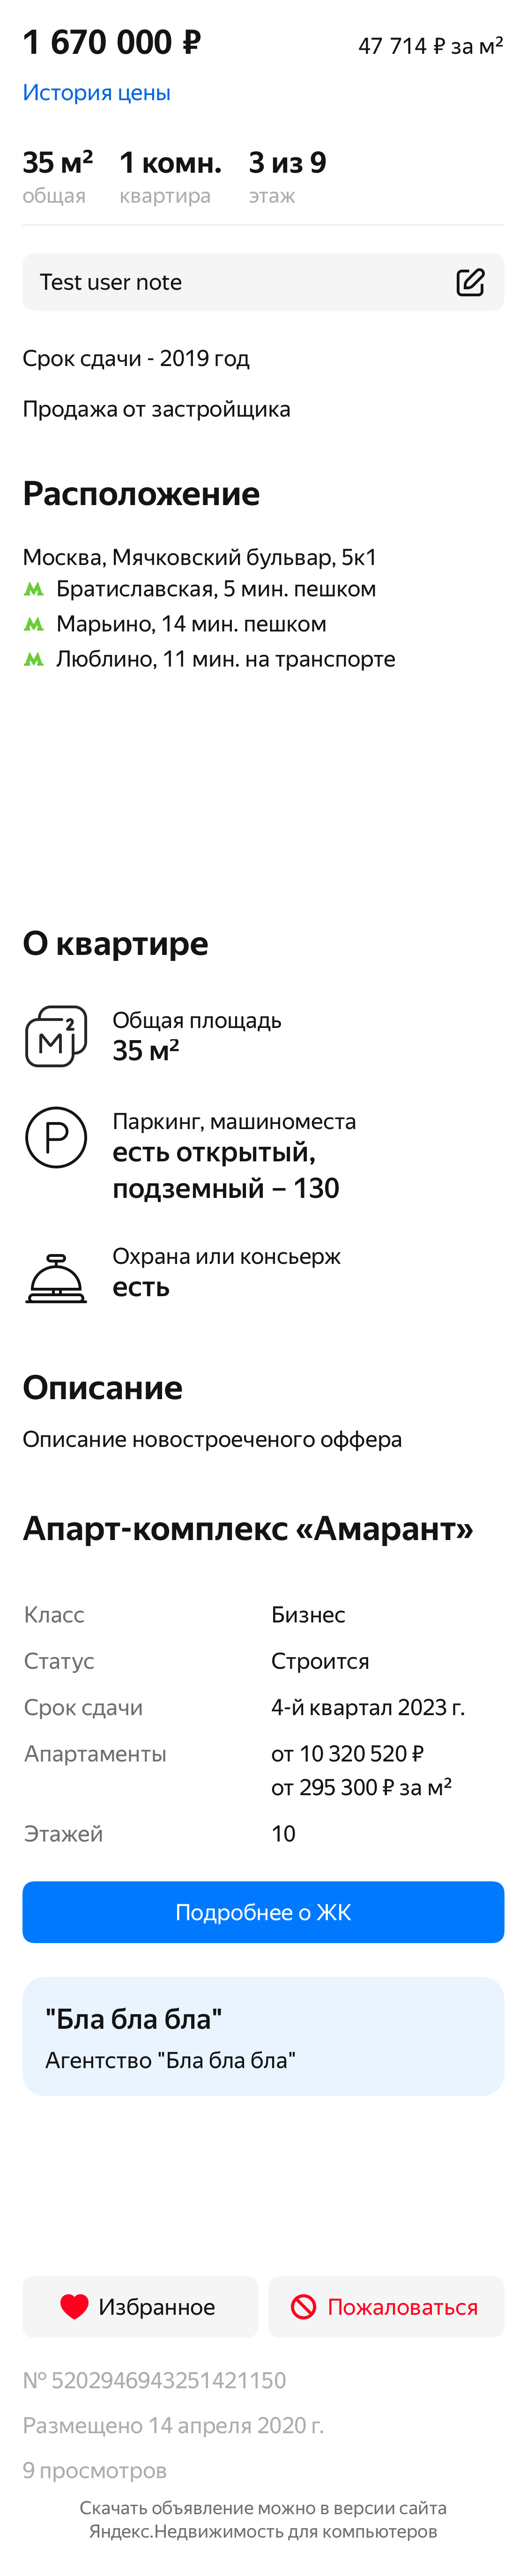 1 670 000 ₽
47 714 ₽ за м²
История цены
35 м² 1 комн. 3 из 9
общая квартира этаж
Test user note
Срок сдачи - 2019 год
Продажа от застройщика
Расположение
Москва, Мячковский бульвар, 5к1
Братиславская, 5 мин. пешком
Марьино, 14 мин. пешком
Люблино, 11 мин. на транспорте
О квартире
М²
Общая площадь
35 м²
P
Паркинг, машиноместа
есть открытый,
подземный – 130
Охрана или консьерж
есть
Описание
Описание новостроеченого оффера
Апарт-комплекс «Амарант»
Класс Бизнес
Статус Строится
Срок сдачи 4-й квартал 2023 г.
Апартаменты от 10 320 520 ₽
от 295 300 ₽ за м²
Этажей 10
Подробнее о ЖК
"Бла бла бла"
Агентство "Бла бла бла"
Избранное
Пожаловаться
№ 5202946943251421150
Размещено 14 апреля 2020 г.
9 просмотров
Скачать объявление можно в версии сайта
Яндекс.Недвижимость для компьютеров